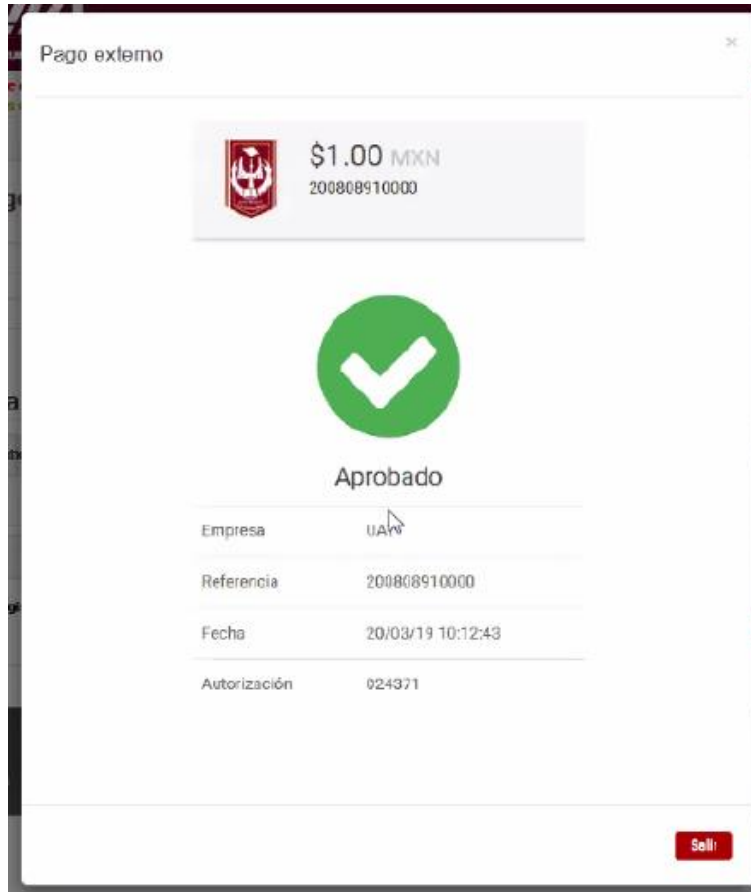 Pago externo
×
$1.00 MXN
200808910000
Aprobado
Empresa
Referencia 200808910000
Fecha 20/03/19 10:12:43
Autorización 024371
Salir